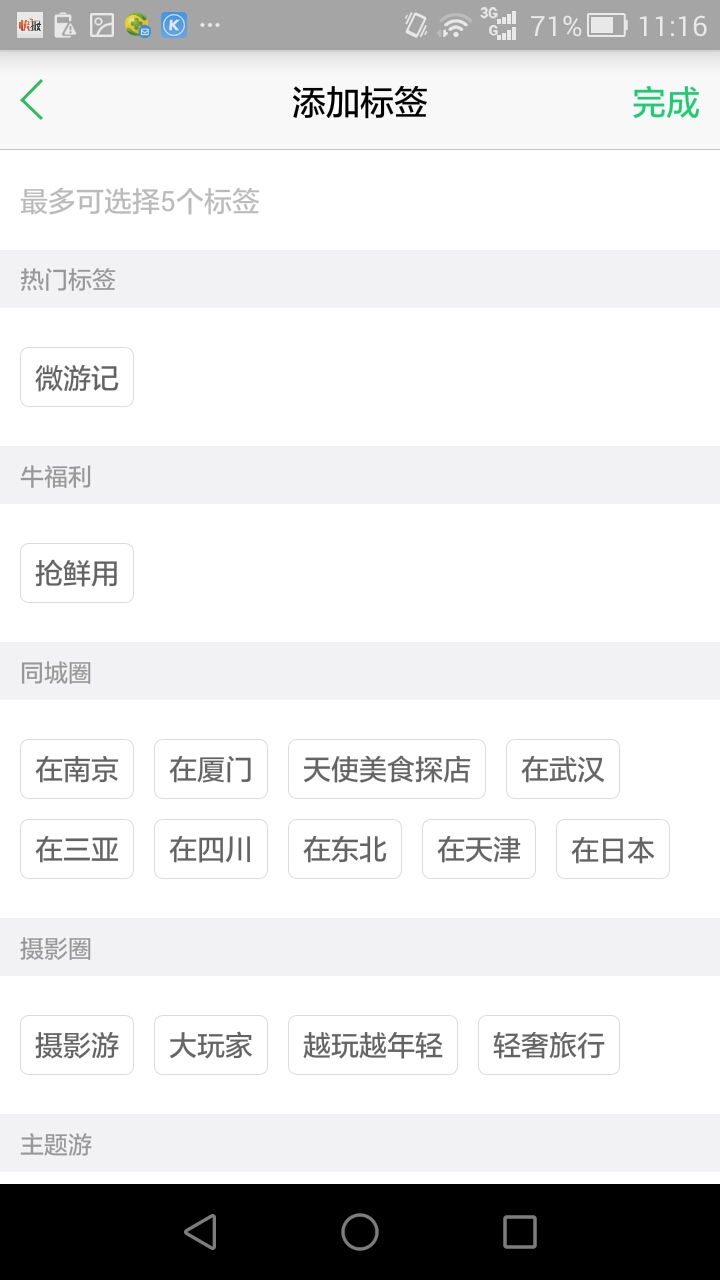 快报
3G
G
71%
11:16
添加标签
完成
最多可选择5个标签
热门标签
微游记
牛福利
抢鲜用
同城圈
在南京 在厦门 天使美食探店 在武汉
在三亚 在四川 在东北 在天津 在日本
摄影圈
摄影游 大玩家 越玩越年轻 轻奢旅行
主题游